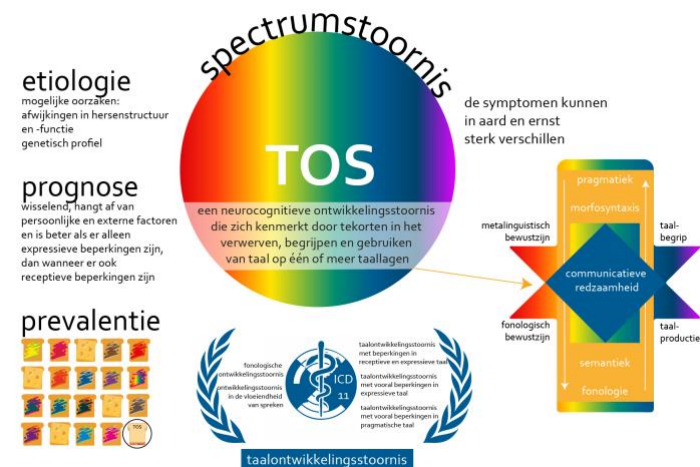 spectrumstoornis
etiologie
mogelijke oorzaken:
afwijkingen in hersenstructuur
en -functie
genetisch profiel
prognose
wisselend, hangt af van
persoonlijke en externe factoren
en is beter als er alleen
expressieve beperkingen zijn,
dan wanneer er ook
receptieve beperkingen zijn
prevalentie
TOS
TOS
een neurocognitieve ontwikkelingsstoornis
die zich kenmerkt door tekorten in het
verwerven, begrijpen en gebruiken
van taal op één of meer taallagen
de symptomen kunnen
in aard en ernst
sterk verschillen
pragmatiek
morfosyntaxis
metalinguistisch
bewustzijn
taal-
begrip
communicatieve
redzaamheid
fonologisch
bewustzijn
taal-
productie
semantiek
fonologie
fonologische
ontwikkelingsstoornis
ontwikkelingsstoornis
in de vloeiendheid
van spreken
ICD
11
taalontwikkelingsstoornis
met beperkingen in
receptieve en expressieve taal
taalontwikkelingsstoornis
met vooral beperkingen in
expressieve taal
taalontwikkelingsstoornis
met vooral beperkingen in
pragmatische taal
taalontwikkelingsstoornis